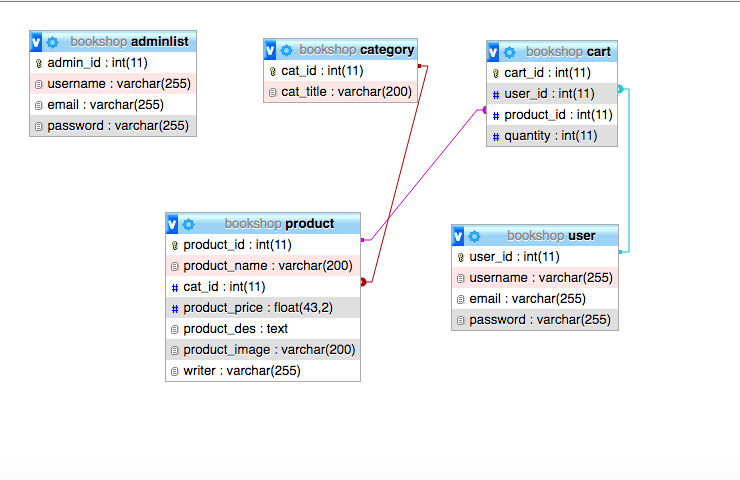 v bookshop adminlist
admin_id : int(11)
username : varchar(255)
email : varchar(255)
password : varchar(255)
v bookshop category
cat_id : int(11)
cat_title : varchar(200)
v bookshop cart
cart_id : int(11)
# user_id : int(11)
# product_id : int(11)
# quantity : int(11)
v bookshop product
product_id : int(11)
product_name : varchar(200)
# cat_id : int(11)
# product_price : float(43,2)
product_des : text
product_image : varchar(200)
writer : varchar(255)
v bookshop user
user_id : int(11)
username : varchar(255)
email : varchar(255)
password : varchar(255)